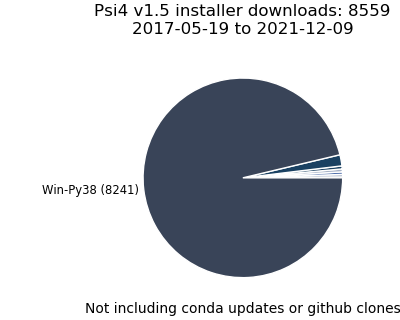 Psi4 v1.5 installer downloads: 8559
2017-05-19 to 2021-12-09
Win-Py38 (8241)
Not including conda updates or github clones